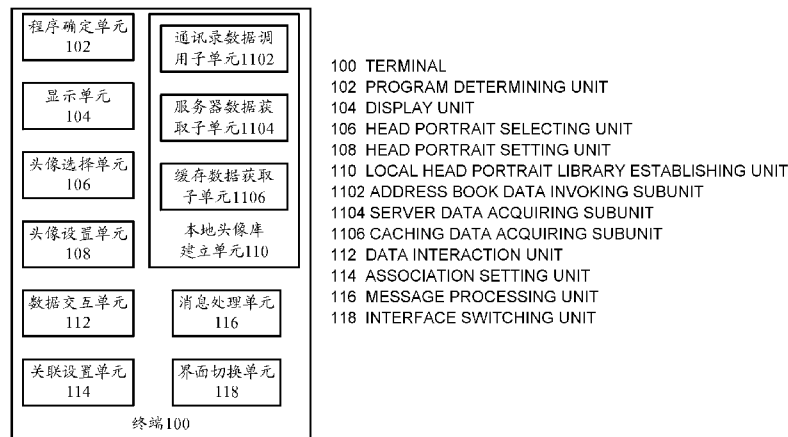 程序确定单元
102
显示单元
104
头像选择单元
106
头像设置单元
108
数据交互单元
112
关联设置单元
114
通讯录数据调
用子单元1102
服务器数据获
取子单元1104
缓存数据获取
子单元1106
本地头像库
建立单元110
消息处理单元
116
界面切换单元
118
终端100
100 TERMINAL
102 PROGRAM DETERMINING UNIT
104 DISPLAY UNIT
106 HEAD PORTRAIT SELECTING UNIT
108 HEAD PORTRAIT SETTING UNIT
110 LOCAL HEAD PORTRAIT LIBRARY ESTABLISHING UNIT
1102 ADDRESS BOOK DATA INVOKING SUBUNIT
1104 SERVER DATA ACQUIRING SUBUNIT
1106 CACHING DATA ACQUIRING SUBUNIT
112 DATA INTERACTION UNIT
114 ASSOCIATION SETTING UNIT
116 MESSAGE PROCESSING UNIT
118 INTERFACE SWITCHING UNIT